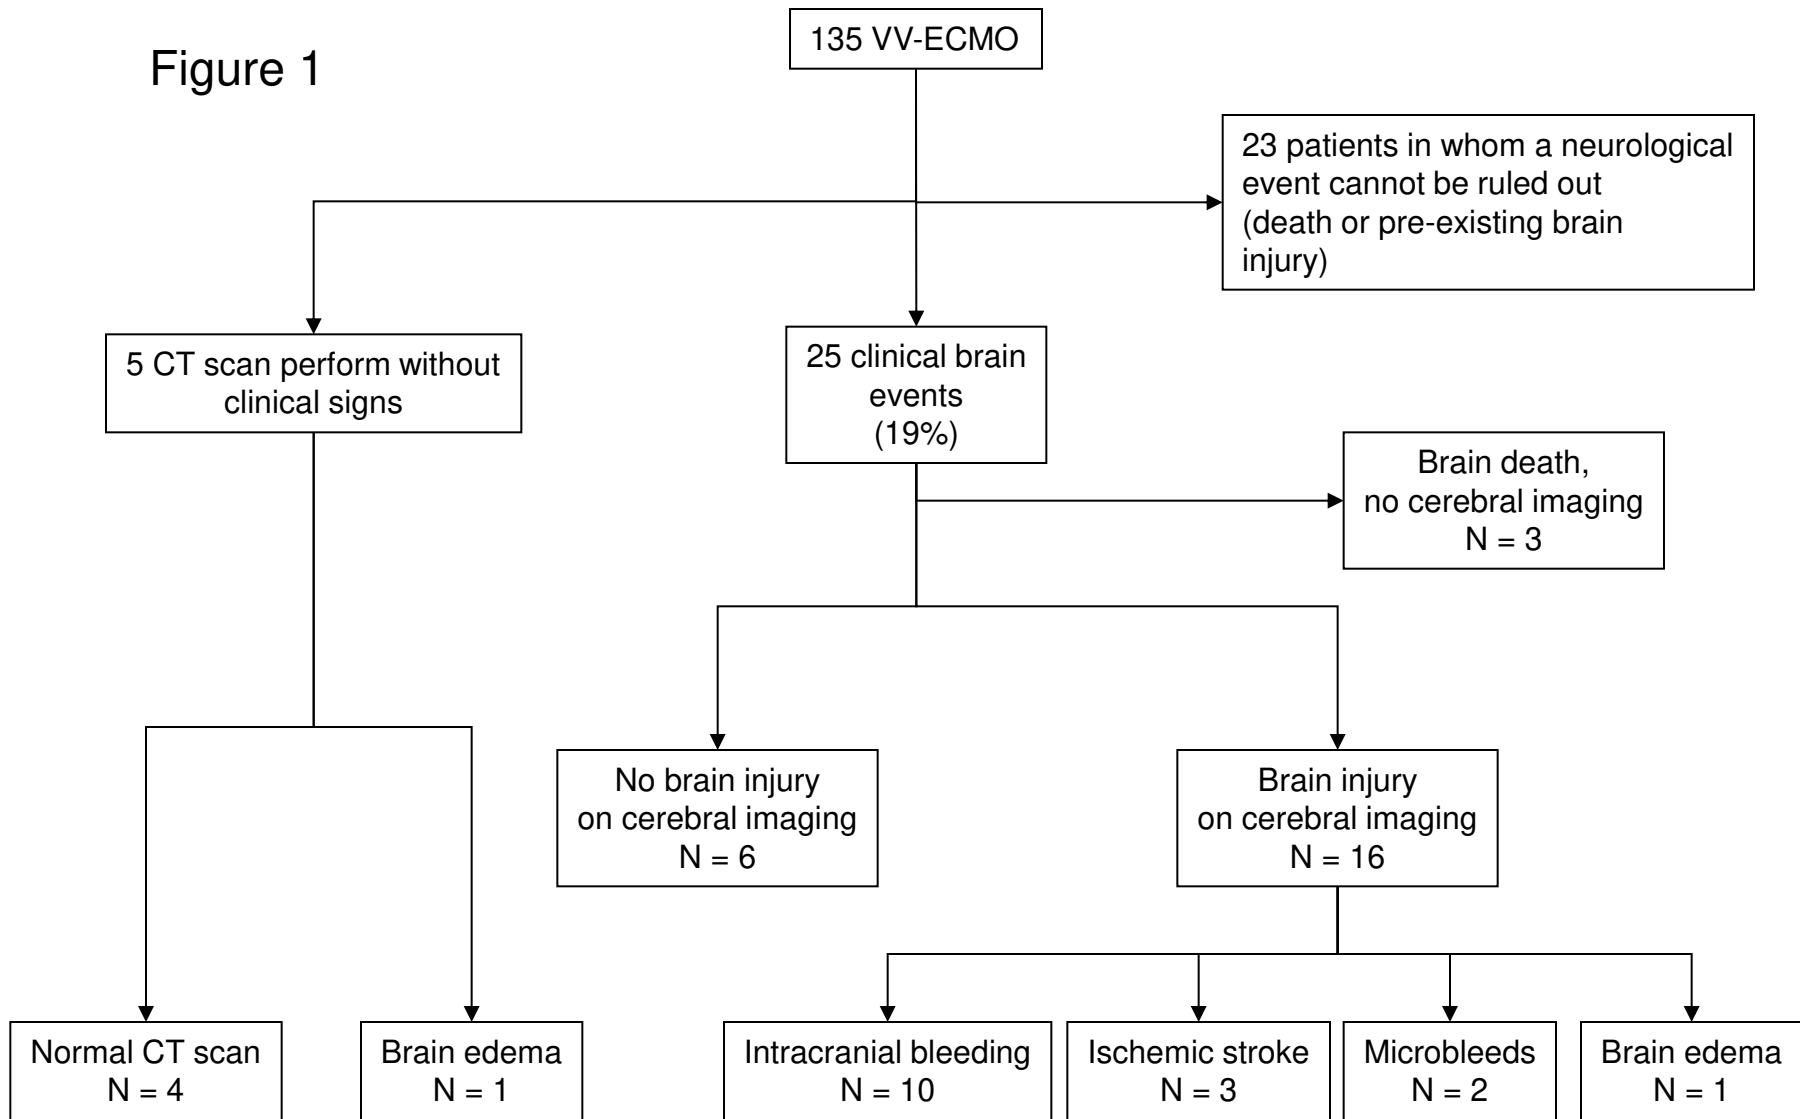 Figure 1
135 VV-ECMO
23 patients in whom a neurological
event cannot be ruled out
(death or pre-existing brain
injury)
5 CT scan perform without
clinical signs
25 clinical brain
events
(19%)
Brain death,
no cerebral imaging
N = 3
No brain injury
on cerebral imaging
N = 6
Brain injury
on cerebral imaging
N = 16
Normal CT scan
N = 4
Brain edema
N = 1
Intracranial bleeding
N = 10
Ischemic stroke
N = 3
Microbleeds
N = 2
Brain edema
N = 1